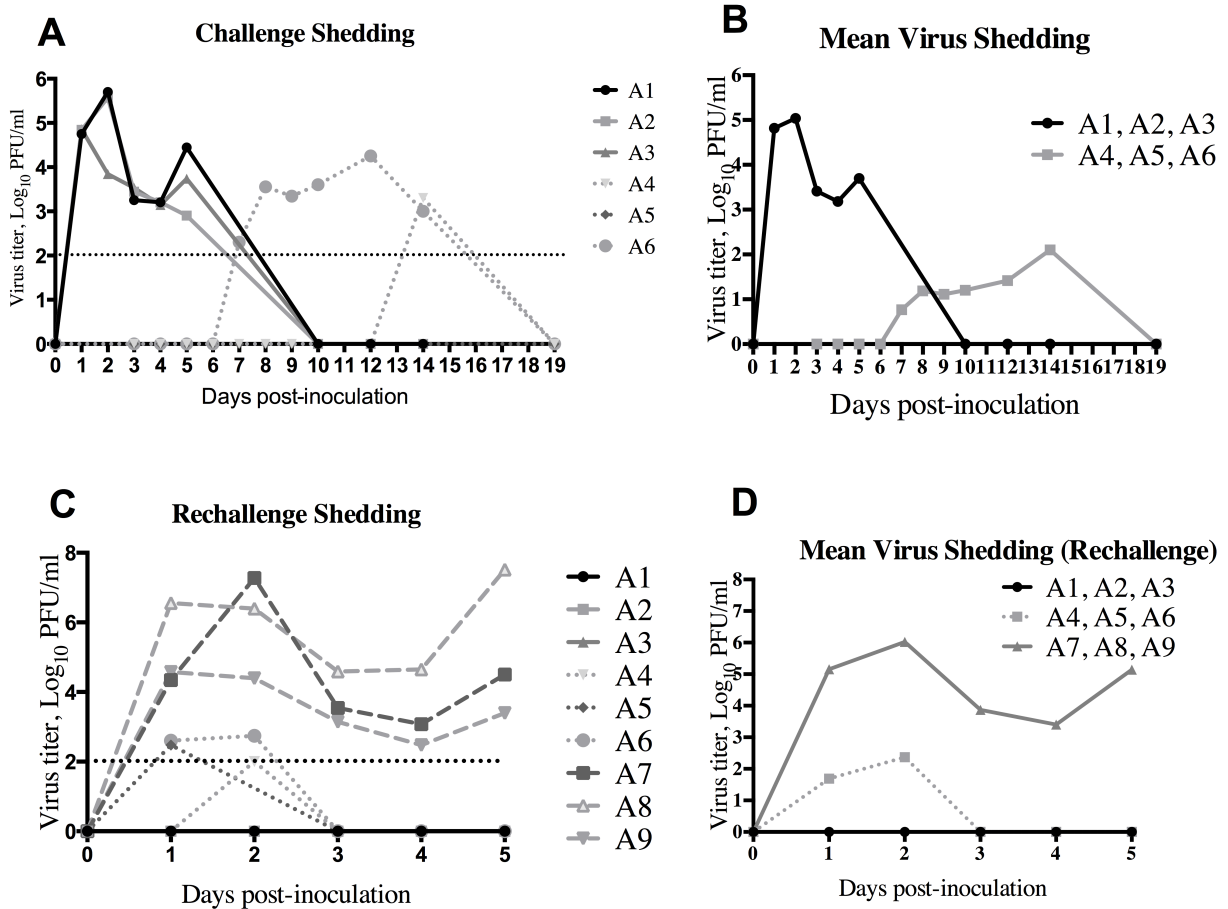 A
Challenge Shedding
Virus titer, Log10 PFU/ml
6
5
4
3
2
1
0
0 1 2 3 4 5 6 7 8 9 10 11 12 13 14 15 16 17 18 19
Days post-inoculation
A1
A2
A3
A4
A5
A6
B
Mean Virus Shedding
Virus titer, Log10 PFU/ml
6
5
4
3
2
1
0
0 1 2 3 4 5 6 7 8 9 10 11 12 13 14 15 16 17 18 19
Days post-inoculation
A1, A2, A3
A4, A5, A6
C
Rechallenge Shedding
Virus titer, Log10 PFU/ml
8
6
4
2
0
0 1 2 3 4 5
Days post-inoculation
A1
A2
A3
A4
A5
A6
A7
A8
A9
D
Mean Virus Shedding (Rechallenge)
Virus titer, Log10 PFU/ml
8
7
6
5
4
3
2
1
0
0 1 2 3 4 5
Days post-inoculation
A1, A2, A3
A4, A5, A6
A7, A8, A9